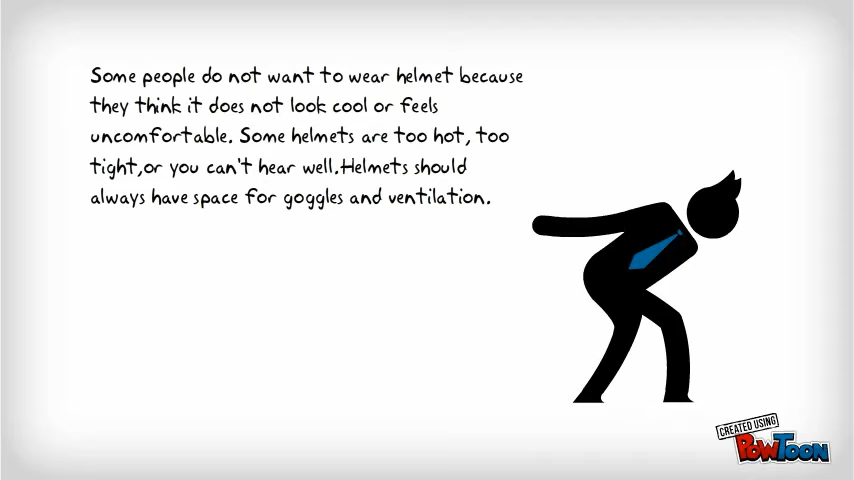 Some people do not want to wear helmet because
they think it does not look cool or feels
uncomfortable. Some helmets are too hot, too
tight,or you can't hear well.Helmets should
always have space for goggles and ventilation.
CREATED USING
POWTOON